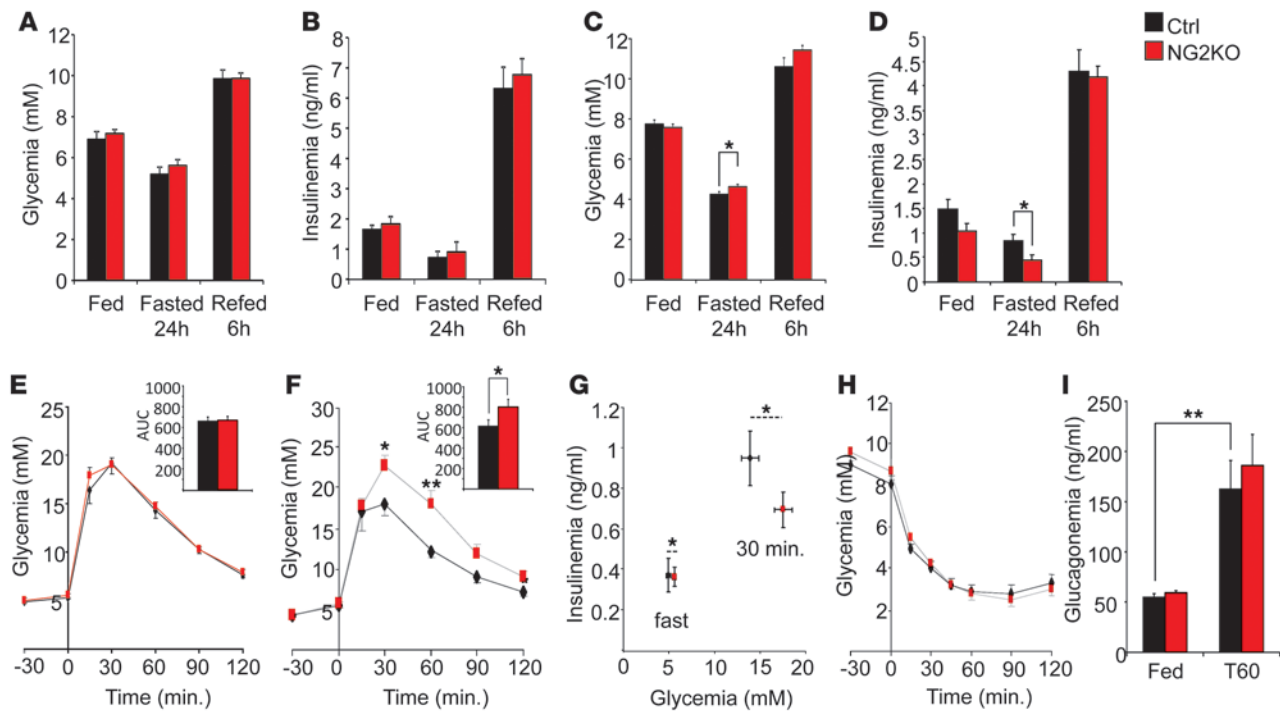 A
Glycemia (mM)
12
10
8
6
4
2
0
Fed
Fasted
24h
Refed
6h
B
Insulinemia (ng/ml)
8
7
6
5
4
3
2
1
0
Fed
Fasted
24h
Refed
6h
C
Glycemia (mM)
12
10
8
6
4
2
0
*
Fed
Fasted
24h
Refed
6h
D
Insulinemia (ng/ml)
5
4.5
4
3.5
3
2.5
2
1.5
1
0.5
0
*
Fed
Fasted
24h
Refed
6h
Ctrl
NG2KO
E
Glycemia (mM)
25
20
15
10
5
-30 0 30 60 90 120
Time (min.)
AUC
1000
800
600
400
200
F
Glycemia (mM)
30
25
20
15
10
5
*
**
*
-30 0 30 60 90 120
Time (min.)
AUC
1000
800
600
400
200
*
G
Insulinemia (ng/ml)
1.2
1
0.8
0.6
0.4
0.2
*
30 min.
*
fast
0 5 10 15 20
Glycemia (mM)
H
Glycemia (mM)
12
10
8
6
4
2
-30 0 30 60 90 120
Time (min.)
I
Glucagonemia (ng/ml)
250
200
150
100
50
0
**
Fed
T60